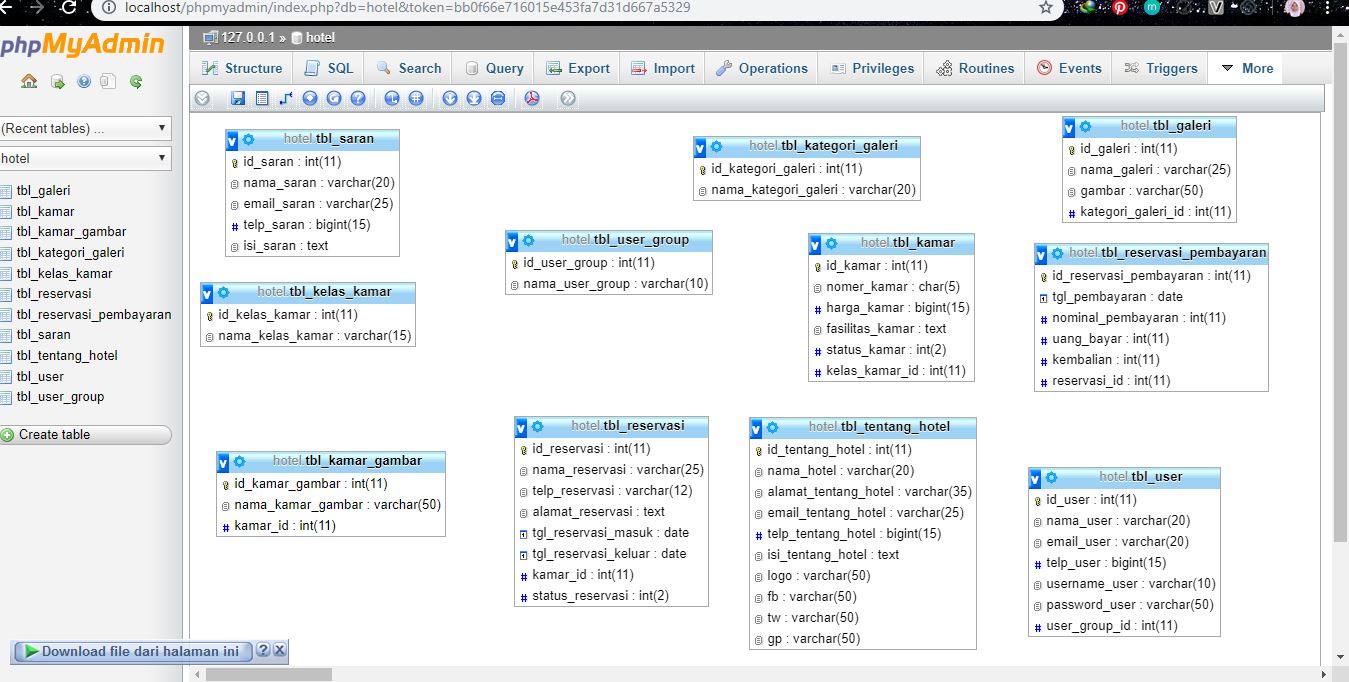 localhost/phpmyadmin/index.php?db=hotel&token=bb0f66e716015e453fa7d31d667a5329
phpMyAdmin
(Recent tables) ...
hotel
tbl_galeri
tbl_kamar
tbl_kamar_gambar
tbl_kategori_galeri
tbl_kelas_kamar
tbl_reservasi
tbl_reservasi_pembayaran
tbl_saran
tbl_tentang_hotel
tbl_user
tbl_user_group
Create table
127.0.0.1 » hotel
Structure SQL Search Query Export Import Operations Privileges Routines Events Triggers More
hotel.tbl_saran
id_saran : int(11)
nama_saran : varchar(20)
email_saran : varchar(25)
telp_saran : bigint(15)
isi_saran : text
hotel.tbl_kategori_galeri
id_kategori_galeri : int(11)
nama_kategori_galeri : varchar(20)
hotel.tbl_galeri
id_galeri : int(11)
nama_galeri : varchar(25)
gambar : varchar(50)
kategori_galeri_id : int(11)
hotel.tbl_user_group
id_user_group : int(11)
nama_user_group : varchar(10)
hotel.tbl_kamar
id_kamar : int(11)
nomer_kamar : char(5)
harga_kamar : bigint(15)
fasilitas_kamar : text
status_kamar : int(2)
kelas_kamar_id : int(11)
hotel.tbl_reservasi_pembayaran
id_reservasi_pembayaran : int(11)
tgl_pembayaran : date
nominal_pembayaran : int(11)
uang_bayar : int(11)
kembalian : int(11)
reservasi_id : int(11)
hotel.tbl_kelas_kamar
id_kelas_kamar : int(11)
nama_kelas_kamar : varchar(15)
hotel.tbl_kamar_gambar
id_kamar_gambar : int(11)
nama_kamar_gambar : varchar(50)
kamar_id : int(11)
hotel.tbl_reservasi
id_reservasi : int(11)
nama_reservasi : varchar(25)
telp_reservasi : varchar(12)
alamat_reservasi : text
tgl_reservasi_masuk : date
tgl_reservasi_keluar : date
kamar_id : int(11)
status_reservasi : int(2)
hotel.tbl_tentang_hotel
id_tentang_hotel : int(11)
nama_hotel : varchar(20)
alamat_tentang_hotel : varchar(35)
email_tentang_hotel : varchar(25)
telp_tentang_hotel : bigint(15)
isi_tentang_hotel : text
logo : varchar(50)
fb : varchar(50)
tw : varchar(50)
gp : varchar(50)
hotel.tbl_user
id_user : int(11)
nama_user : varchar(20)
email_user : varchar(20)
telp_user : bigint(15)
username_user : varchar(10)
password_user : varchar(50)
user_group_id : int(11)
Download file dari halaman ini ? X